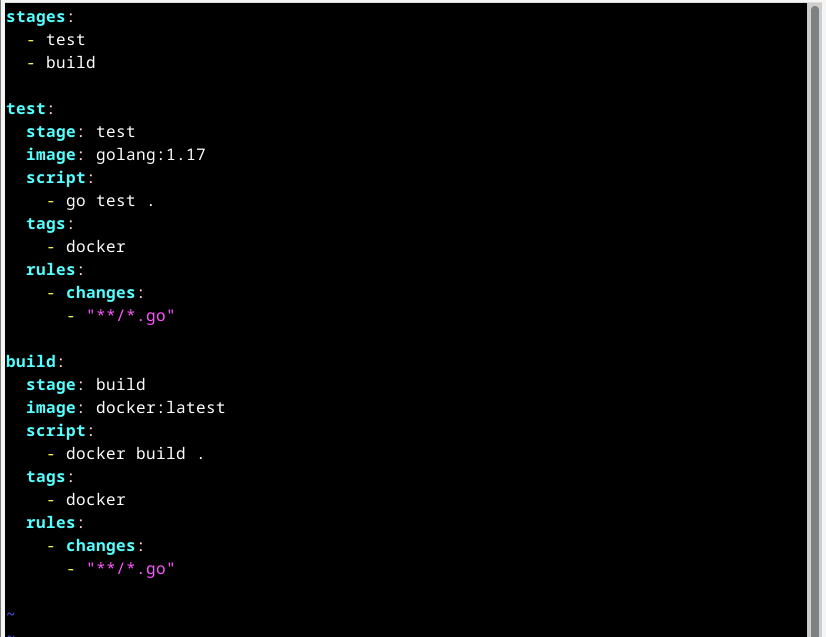 stages:
  - test
  - build

test:
  stage: test
  image: golang:1.17
  script:
    - go test .
  tags:
    - docker
  rules:
    - changes:
      - "**/*.go"

build:
  stage: build
  image: docker:latest
  script:
    - docker build .
  tags:
    - docker
  rules:
    - changes:
      - "**/*.go"

~
~